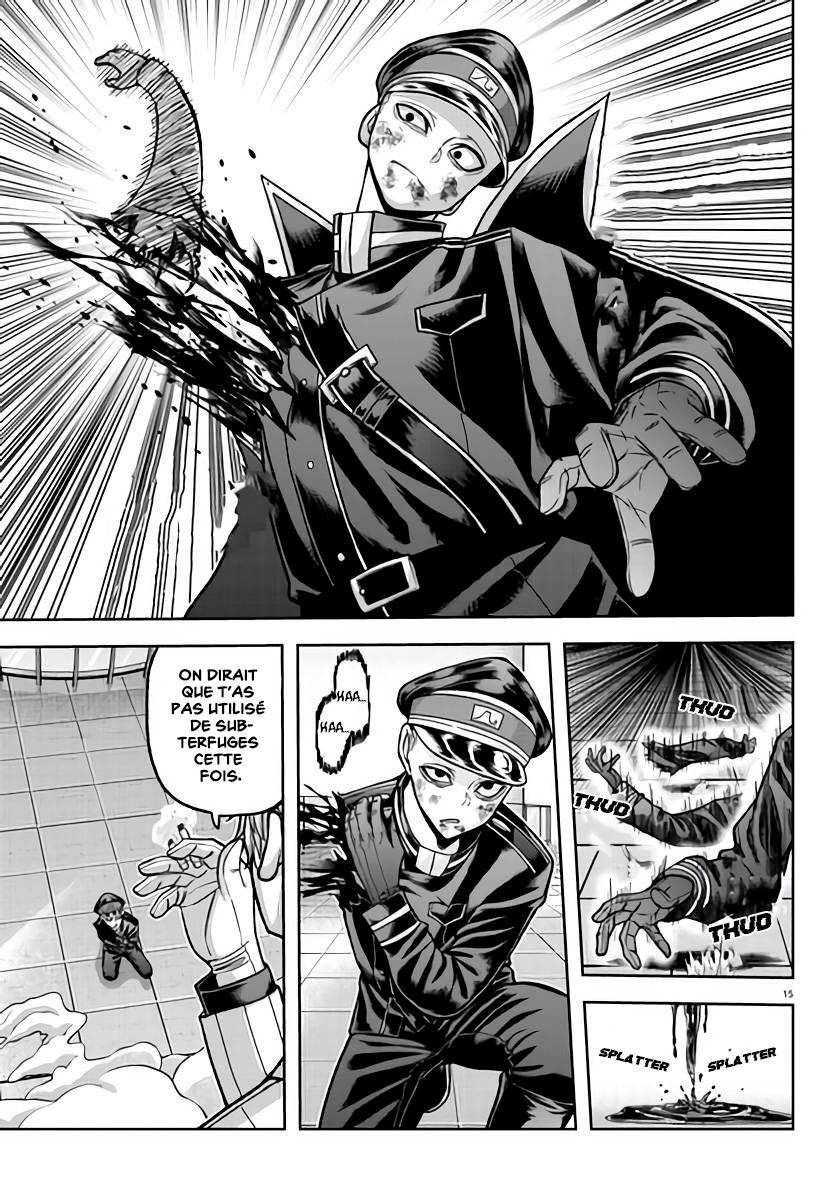 THUD
THUD
THUD
15
SPLATTER
SPLATTER
HAA...
HAA...
ON DIRAIT
QUE T'AS
PAS UTILISÉ
DE SUB-
TERFUGES
CETTE
FOIS.